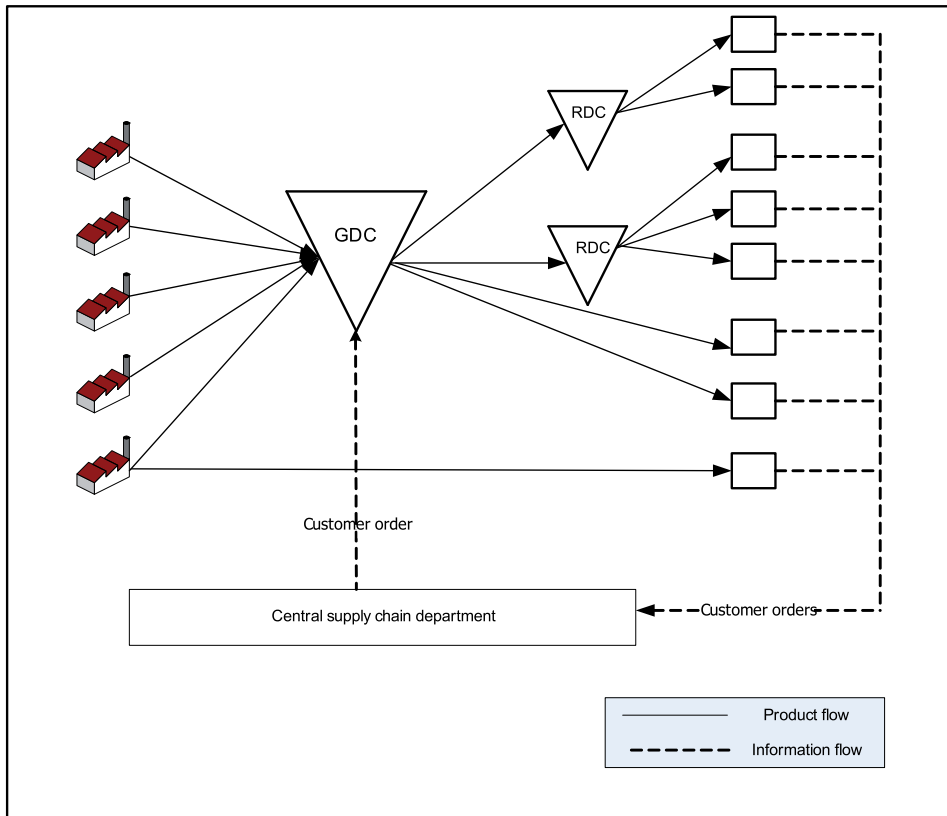 RDC
GDC
RDC
Customer order
Central supply chain department
Customer orders
Product flow
Information flow